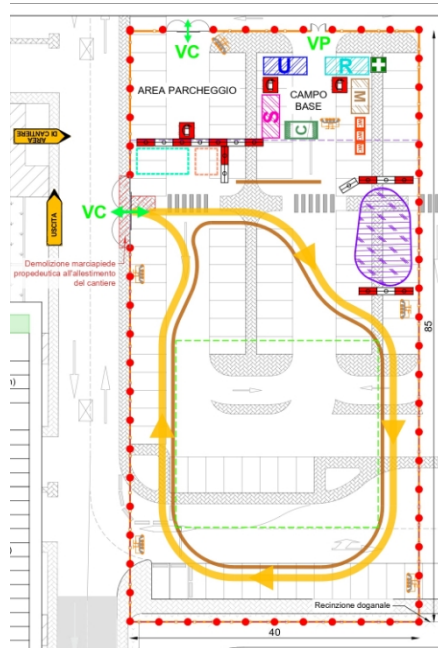 VC
VP
U
R
AREA PARCHEGGIO
CAMPO
BASE
M
S
C
AREA
DI CANTIERE
USCITA
VC
Demolizione marciapiede
propedeutica all'allestimento
del cantiere
85
Recinzione doganale
40